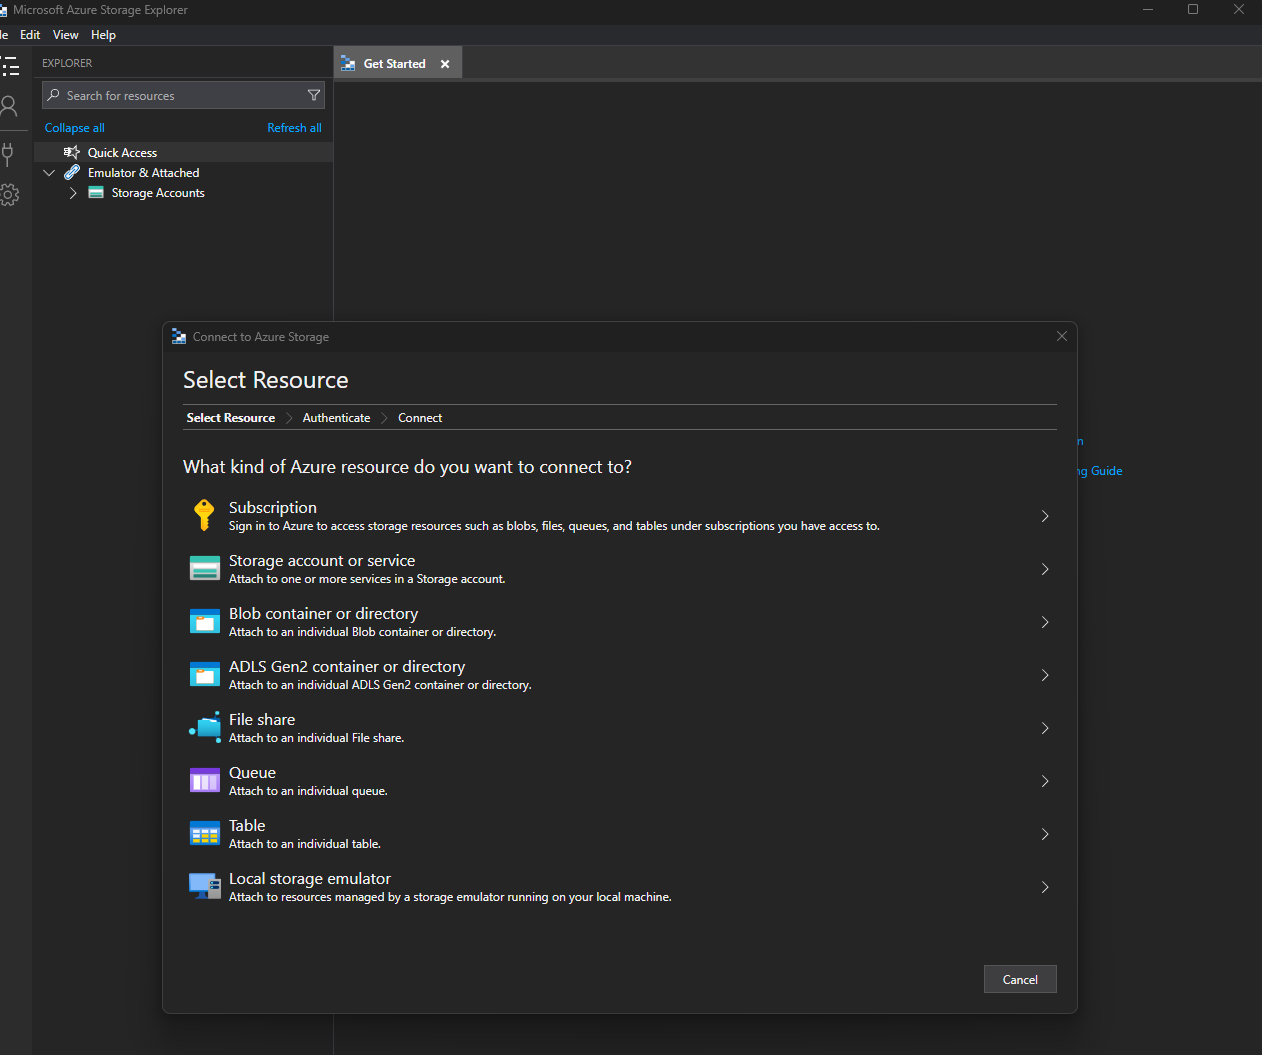 Microsoft Azure Storage Explorer
le Edit View Help
EXPLORER
Search for resources
Collapse all Refresh all
Quick Access
Emulator & Attached
Storage Accounts
Get Started
Connect to Azure Storage
Select Resource
Select Resource Authenticate Connect
What kind of Azure resource do you want to connect to?
Subscription
Sign in to Azure to access storage resources such as blobs, files, queues, and tables under subscriptions you have access to.
Storage account or service
Attach to one or more services in a Storage account.
Blob container or directory
Attach to an individual Blob container or directory.
ADLS Gen2 container or directory
Attach to an individual ADLS Gen2 container or directory.
File share
Attach to an individual File share.
Queue
Attach to an individual queue.
Table
Attach to an individual table.
Local storage emulator
Attach to resources managed by a storage emulator running on your local machine.
Cancel
m
ng Guide